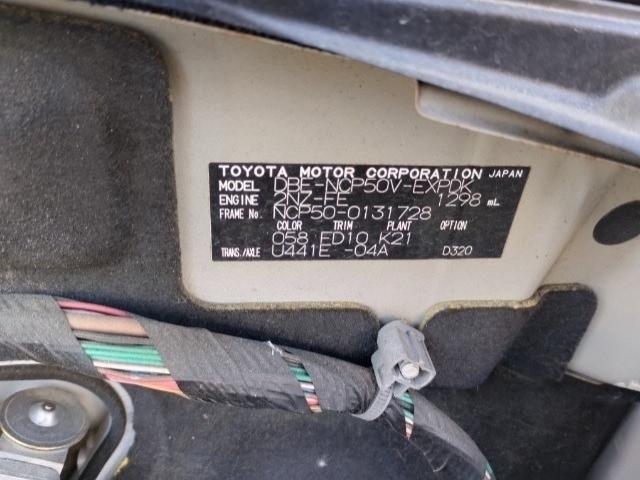 TOYOTA MOTOR CORPORATION JAPAN
MODEL DBE-NCP50V-EXPDK
ENGINE 2NZ-FE 1298 mL
FRAME No. NCP50-0131728
COLOR TRIM PLANT OPTION
058 FD10 K21
TRANS./AXLE U441E -04A D320